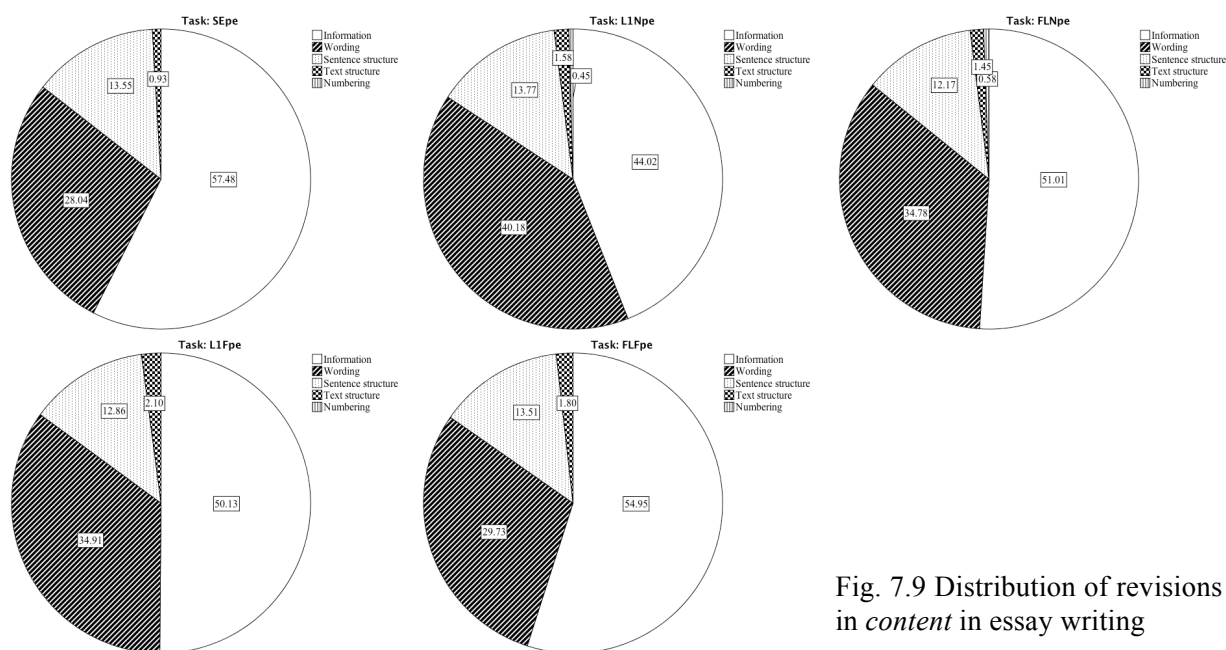 Task: SEpe
Information
Wording
Sentence structure
Text structure
Numbering
0.93
13.55
57.48
28.04
Task: L1Npe
Information
Wording
Sentence structure
Text structure
Numbering
1.58
0.45
13.77
44.02
40.18
Task: FLNpe
Information
Wording
Sentence structure
Text structure
Numbering
1.45
0.58
12.17
51.01
34.78
Task: L1Fpe
Information
Wording
Sentence structure
Text structure
Numbering
2.10
12.86
50.13
34.91
Task: FLFpe
Information
Wording
Sentence structure
Text structure
Numbering
1.80
13.51
54.95
29.73
Fig. 7.9 Distribution of revisions
in content in essay writing